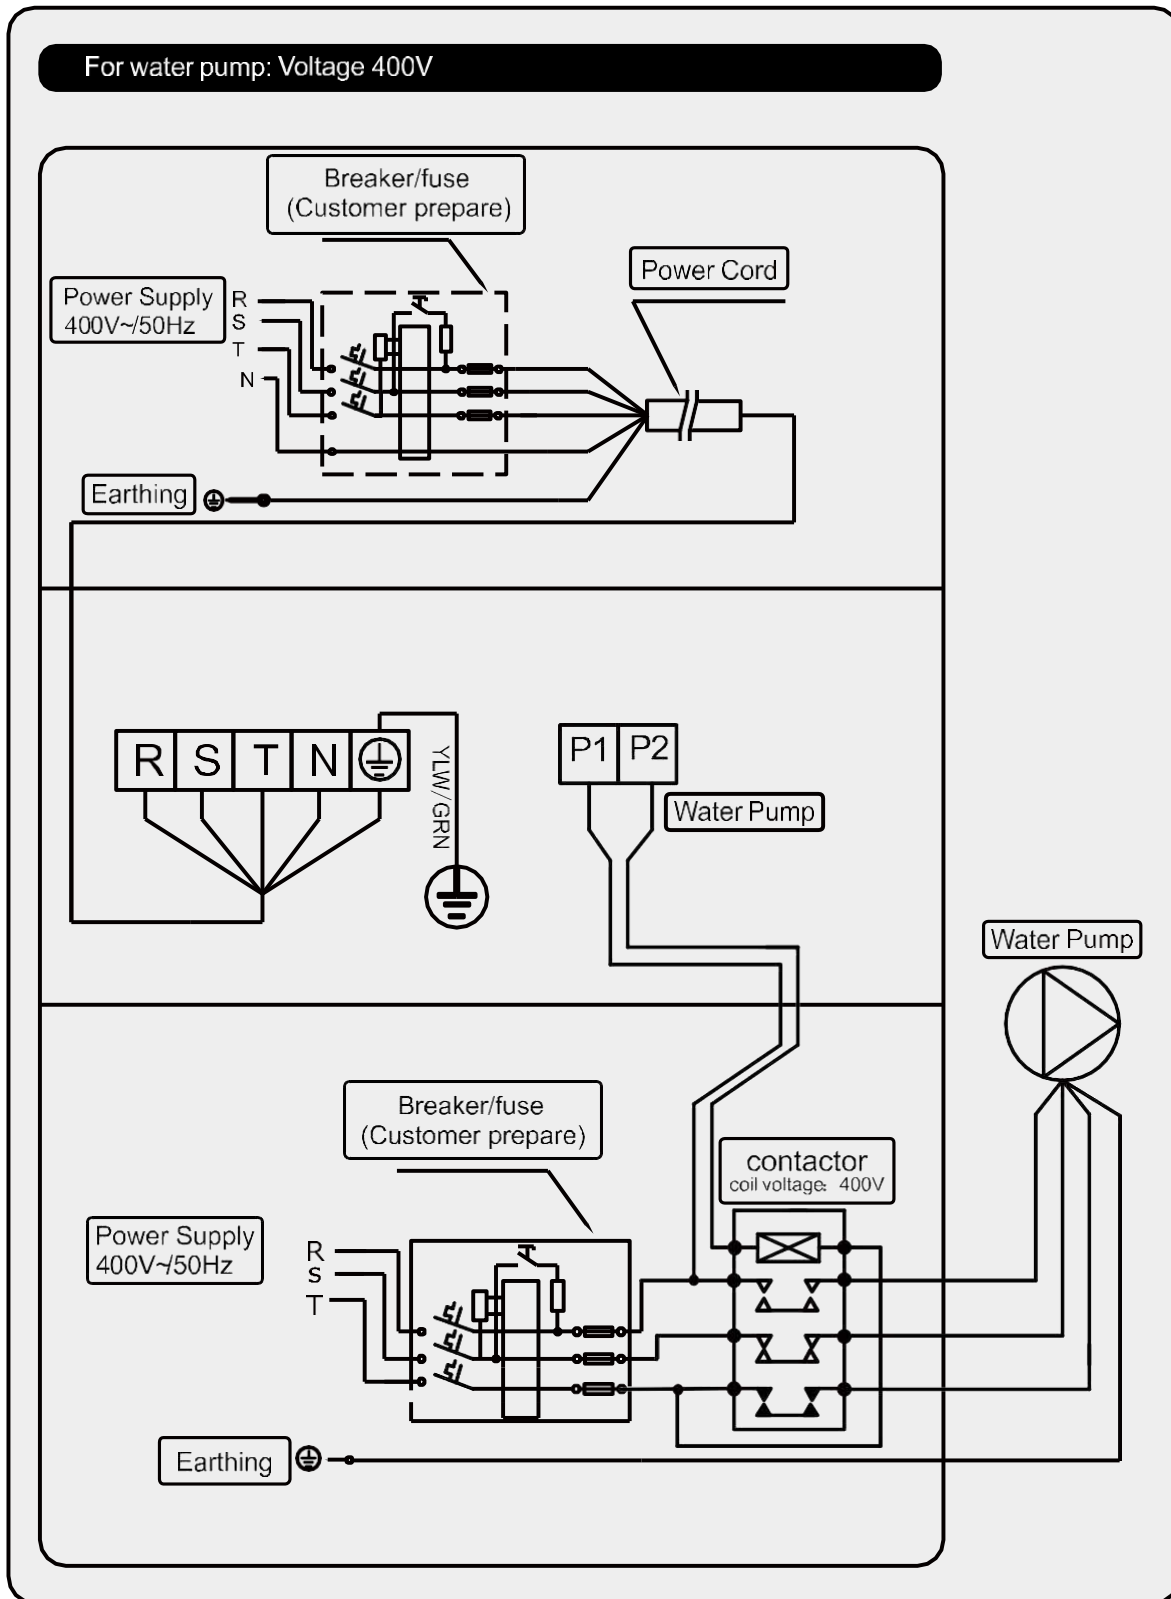 For water pump: Voltage 400V
Breaker/fuse
(Customer prepare)
Power Cord
Power Supply
400V~/50Hz
R
S
T
N
Earthing
R S T N
YLW/GRN
P1 P2
Water Pump
Water Pump
Breaker/fuse
(Customer prepare)
contactor
coil voltage: 400V
Power Supply
400V~/50Hz
R
S
T
Earthing